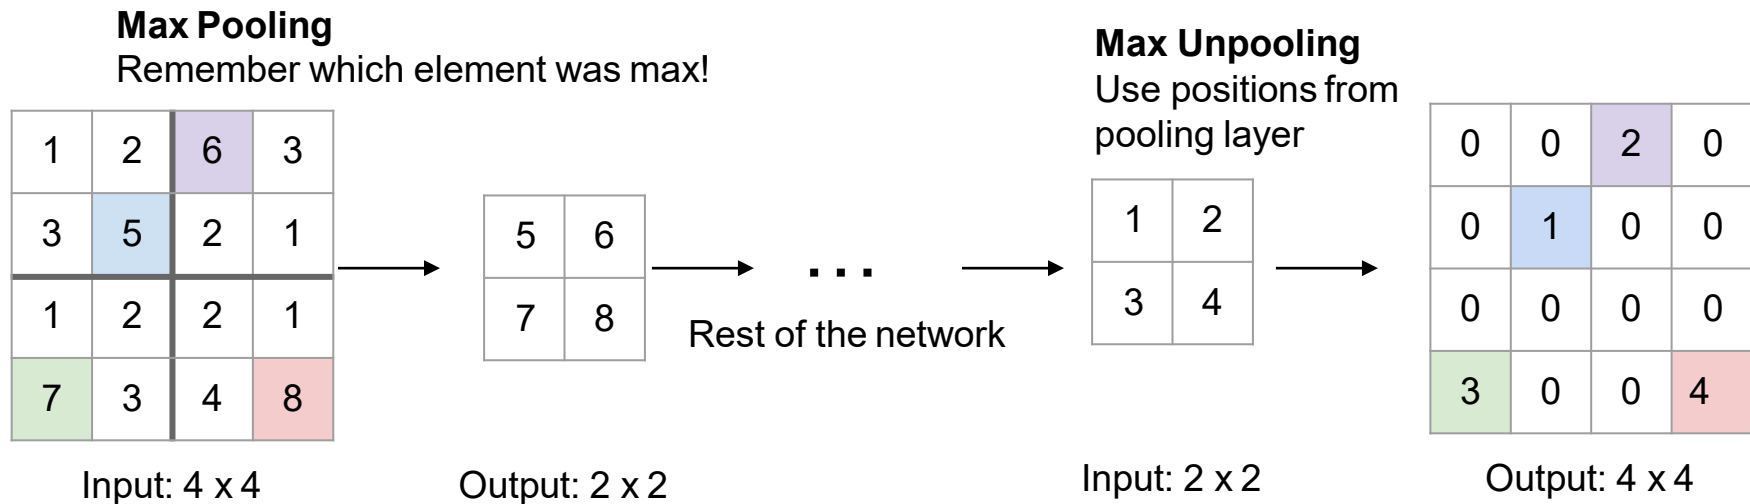 Max Pooling
Remember which element was max!
1 2 6 3
3 5 2 1
1 2 2 1
7 3 4 8
Input: 4 x 4
5 6
7 8
Output: 2 x 2
...
Rest of the network
Max Unpooling
Use positions from
pooling layer
1 2
3 4
Input: 2 x 2
0 0 2 0
0 1 0 0
0 0 0 0
3 0 0 4
Output: 4 x 4